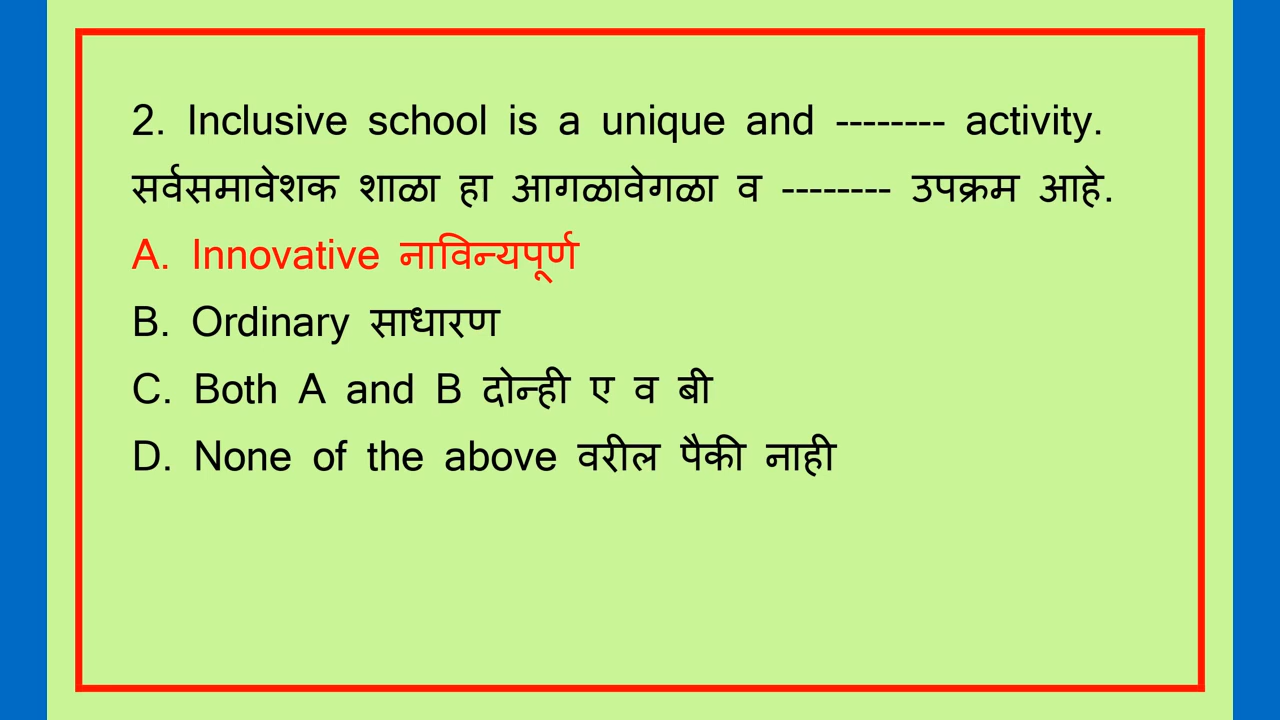 2. Inclusive school is a unique and -------- activity.
सर्वसमावेशक शाळा हा आगळावेगळा व -------- उपक्रम आहे.
A. Innovative नाविन्यपूर्ण
B. Ordinary साधारण
C. Both A and B दोन्ही ए व बी
D. None of the above वरील पैकी नाही